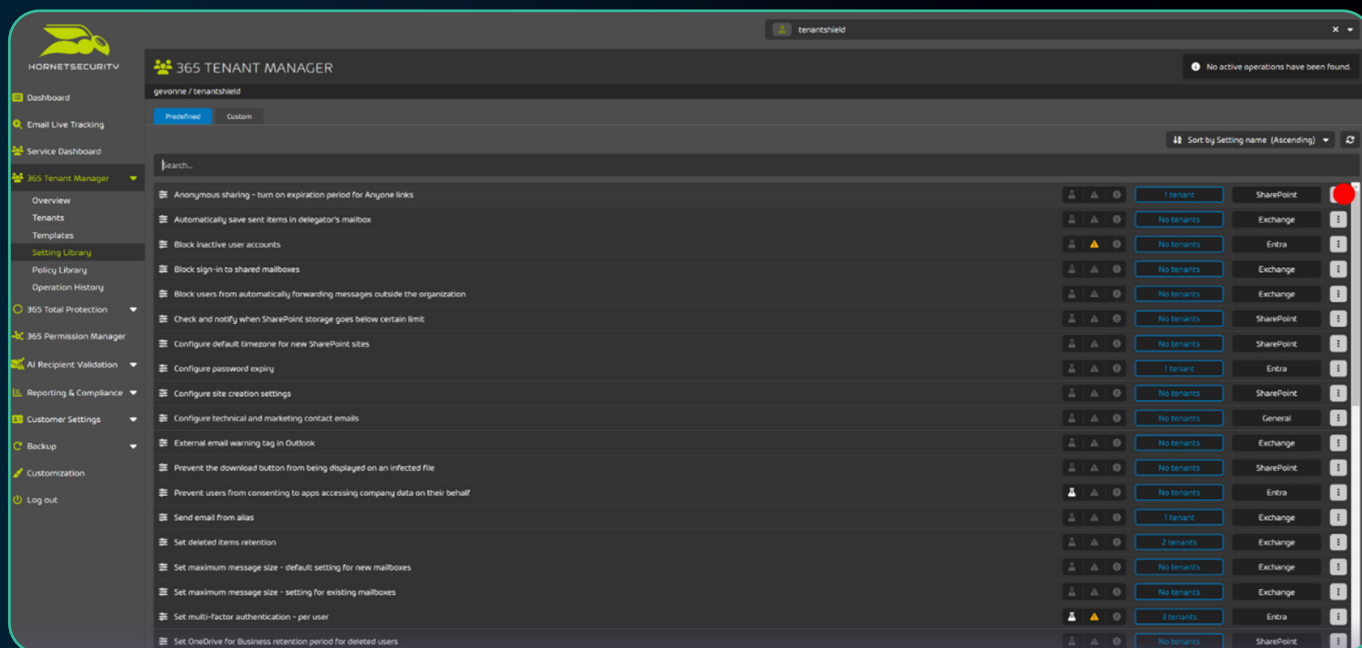 tenantshield
HORNETSECURITY
365 TENANT MANAGER
No active operations have been found.
gevonne / tenantshield
Predefined Custom
Sort by Setting name (Ascending)
Search...
Dashboard
Email Live Tracking
Service Dashboard
365 Tenant Manager
Overview
Tenants
Templates
Setting Library
Policy Library
Operation History
365 Total Protection
365 Permission Manager
AI Recipient Validation
Reporting & Compliance
Customer Settings
Backup
Customization
Log out
Anonymous sharing - turn on expiration period for Anyone links 1 tenant SharePoint
Automatically save sent items in delegator's mailbox No tenants Exchange
Block inactive user accounts No tenants Entra
Block sign-in to shared mailboxes No tenants Exchange
Block users from automatically forwarding messages outside the organization No tenants Exchange
Check and notify when SharePoint storage goes below certain limit No tenants SharePoint
Configure default timezone for new SharePoint sites No tenants SharePoint
Configure password expiry 1 tenant Entra
Configure site creation settings No tenants SharePoint
Configure technical and marketing contact emails No tenants General
External email warning tag in Outlook No tenants Exchange
Prevent the download button from being displayed on an infected file No tenants SharePoint
Prevent users from consenting to apps accessing company data on their behalf No tenants Entra
Send email from alias 1 tenant Exchange
Set deleted items retention 2 tenants Exchange
Set maximum message size - default setting for new mailboxes No tenants Exchange
Set maximum message size - setting for existing mailboxes No tenants Exchange
Set multi-factor authentication - per user 3 tenants Entra
Set OneDrive for Business retention period for deleted users No tenants SharePoint